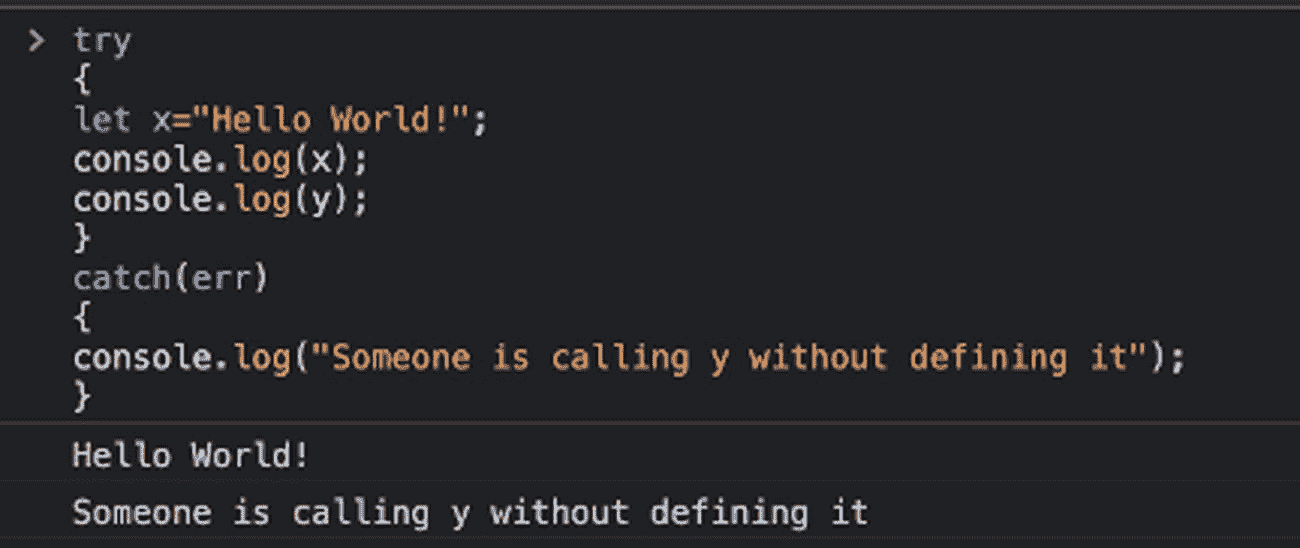 > try
{
let x="Hello World!";
console.log(x);
console.log(y);
}
catch(err)
{
console.log("Someone is calling y without defining it");
}
Hello World!
Someone is calling y without defining it